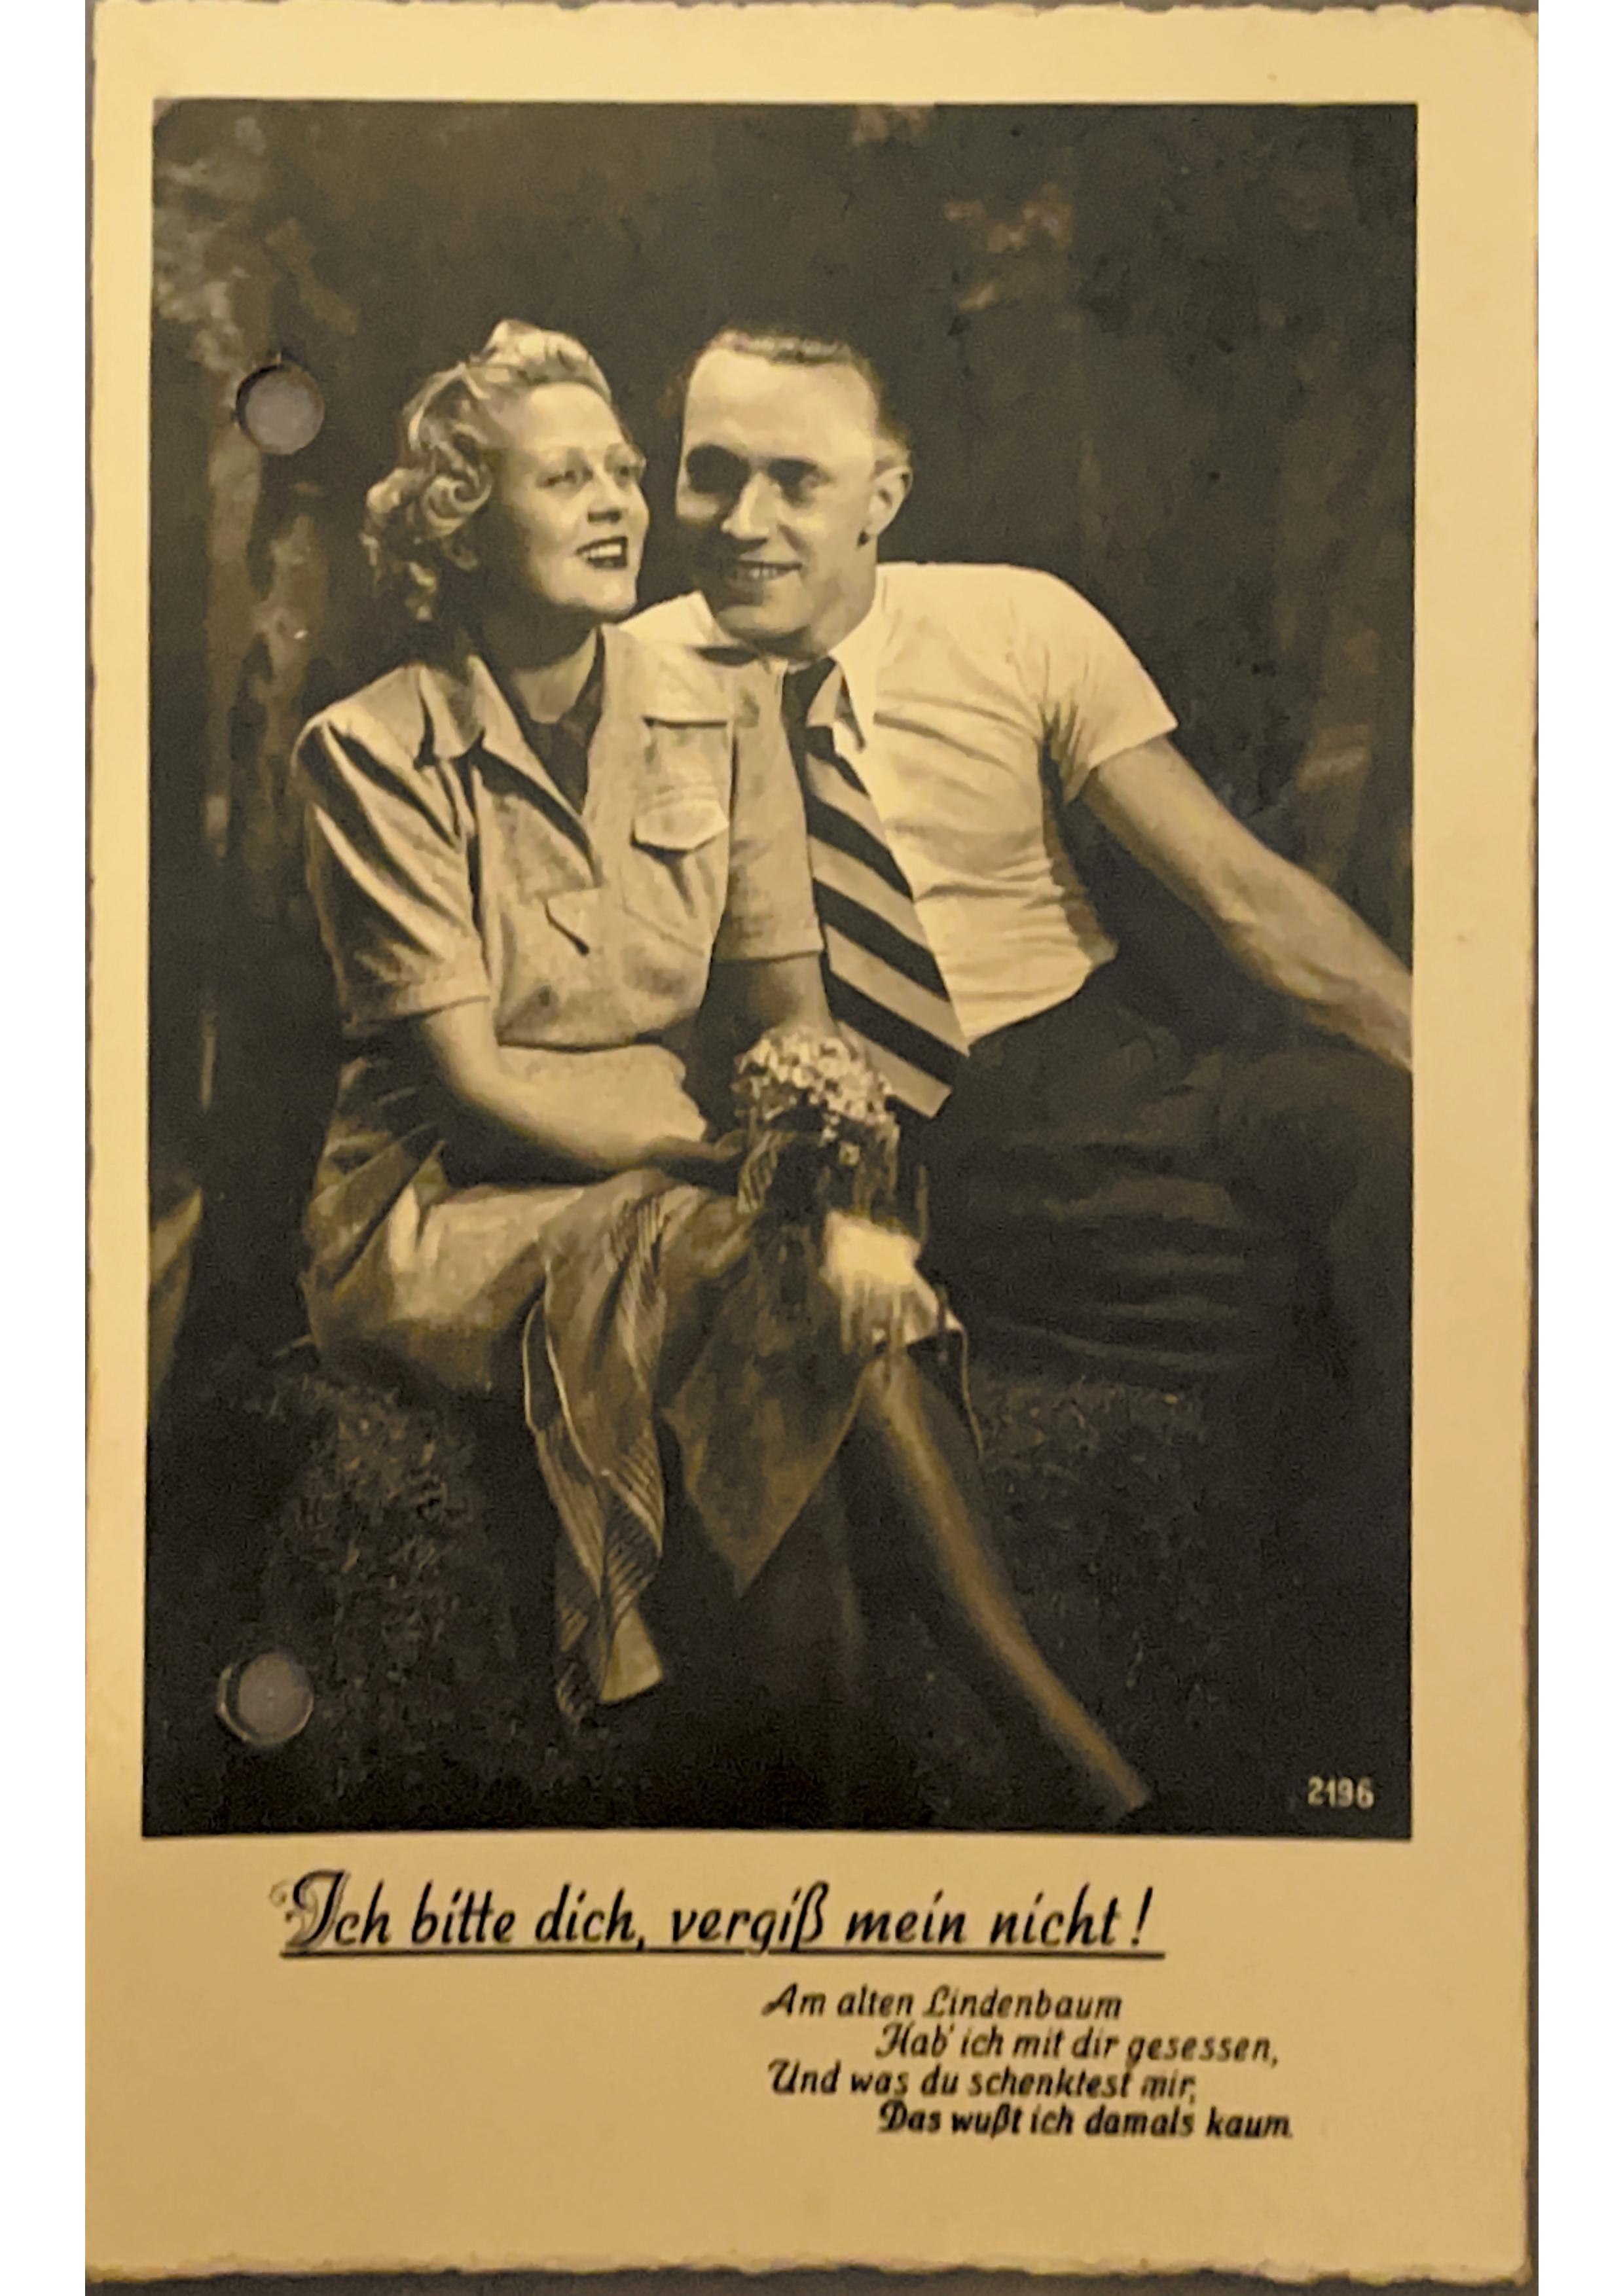 2196
Ich bitte dich, vergiß mein nicht!
Am alten Lindenbaum
Hab' ich mit dir gesessen,
Und was du schenktest mir,
Das wußt ich damals kaum.